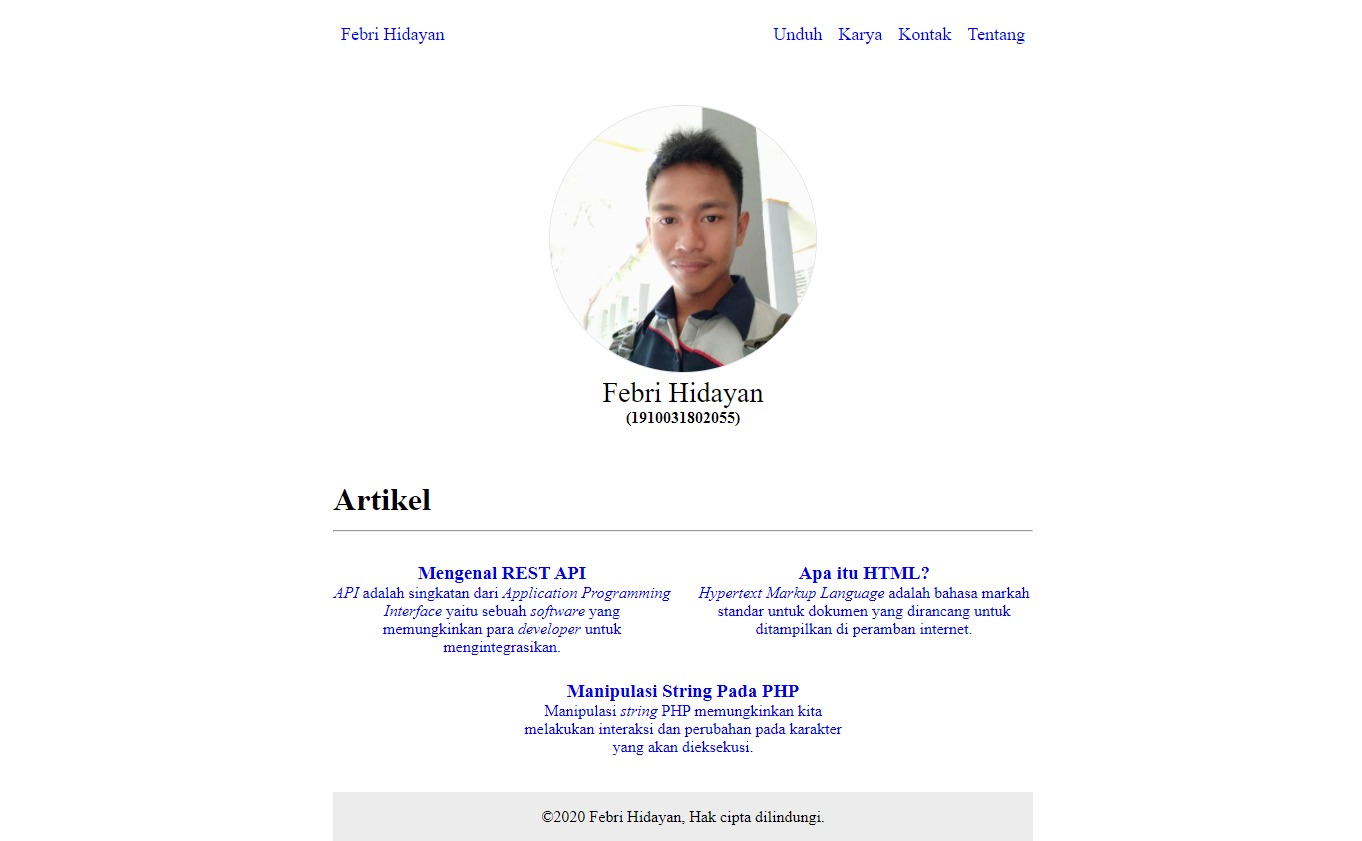 Febri Hidayan Unduh Karya Kontak Tentang
Febri Hidayan
(1910031802055)
Artikel
Mengenal REST API
API adalah singkatan dari Application Programming
Interface yaitu sebuah software yang
memungkinkan para developer untuk
mengintegrasikan.
Apa itu HTML?
Hypertext Markup Language adalah bahasa markah
standar untuk dokumen yang dirancang untuk
ditampilkan di peramban internet.
Manipulasi String Pada PHP
Manipulasi string PHP memungkinkan kita
melakukan interaksi dan perubahan pada karakter
yang akan dieksekusi.
©2020 Febri Hidayan, Hak cipta dilindungi.